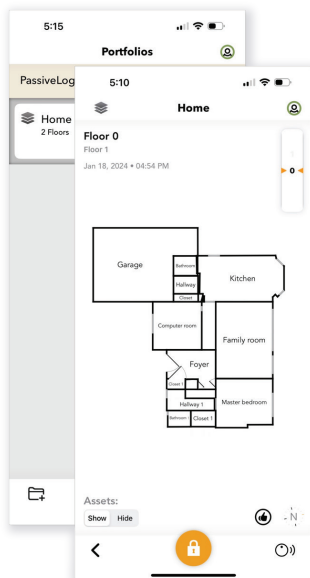 5:15
Portfolios
PassiveLog
Home
2 Floors
5:10
Home
Floor 0
Floor 1
Jan 18, 2024 • 04:54 PM
0
Garage
Bathroom
Hallway
Closet
Kitchen
Computer room
Family room
Foyer
Closet 1
Hallway 1
Master bedroom
Bathroom 1
Closet 1
Assets:
Show Hide
N